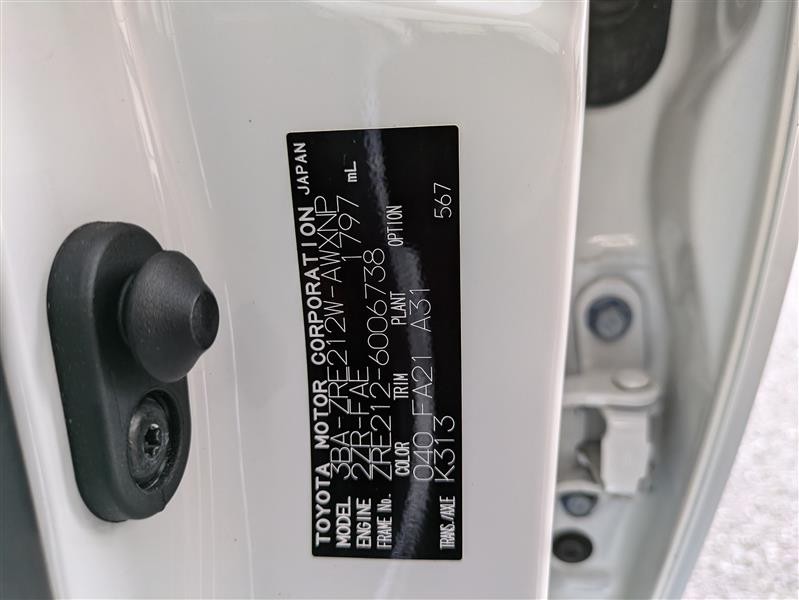 TOYOTA MOTOR CORPORATION JAPAN
MODEL 3BA-ZRE212W-AWXNP
ENGINE 2ZR-FAE 1797 mL
FRAME No. ZRE212-6006738
COLOR TRIM PLANT OPTION
040 FA21 A31 567
TRANS./AXLE K313